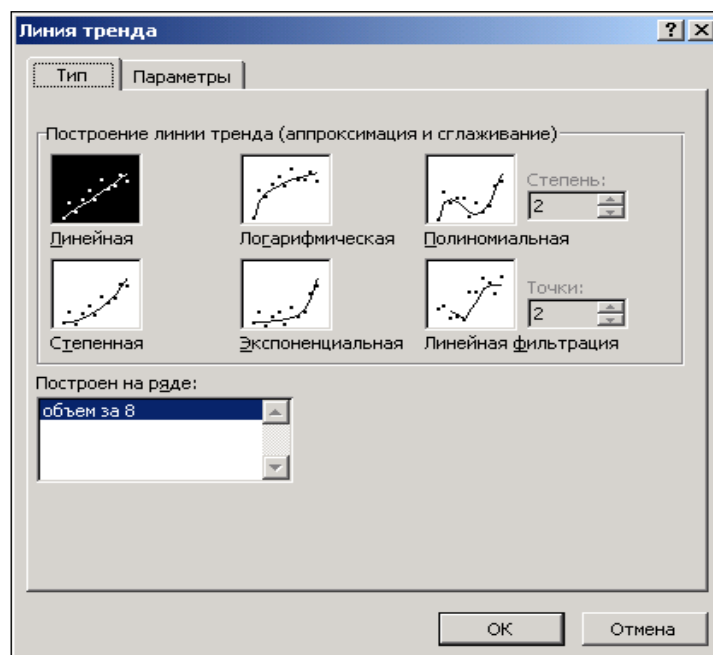 Линия тренда
Тип Параметры
Построение линии тренда (аппроксимация и сглаживание)
Степень:
2
Линейная Логарифмическая Полиномиальная
Точки:
2
Степенная Экспоненциальная Линейная фильтрация
Построен на ряде:
объем за 8
ОК Отмена